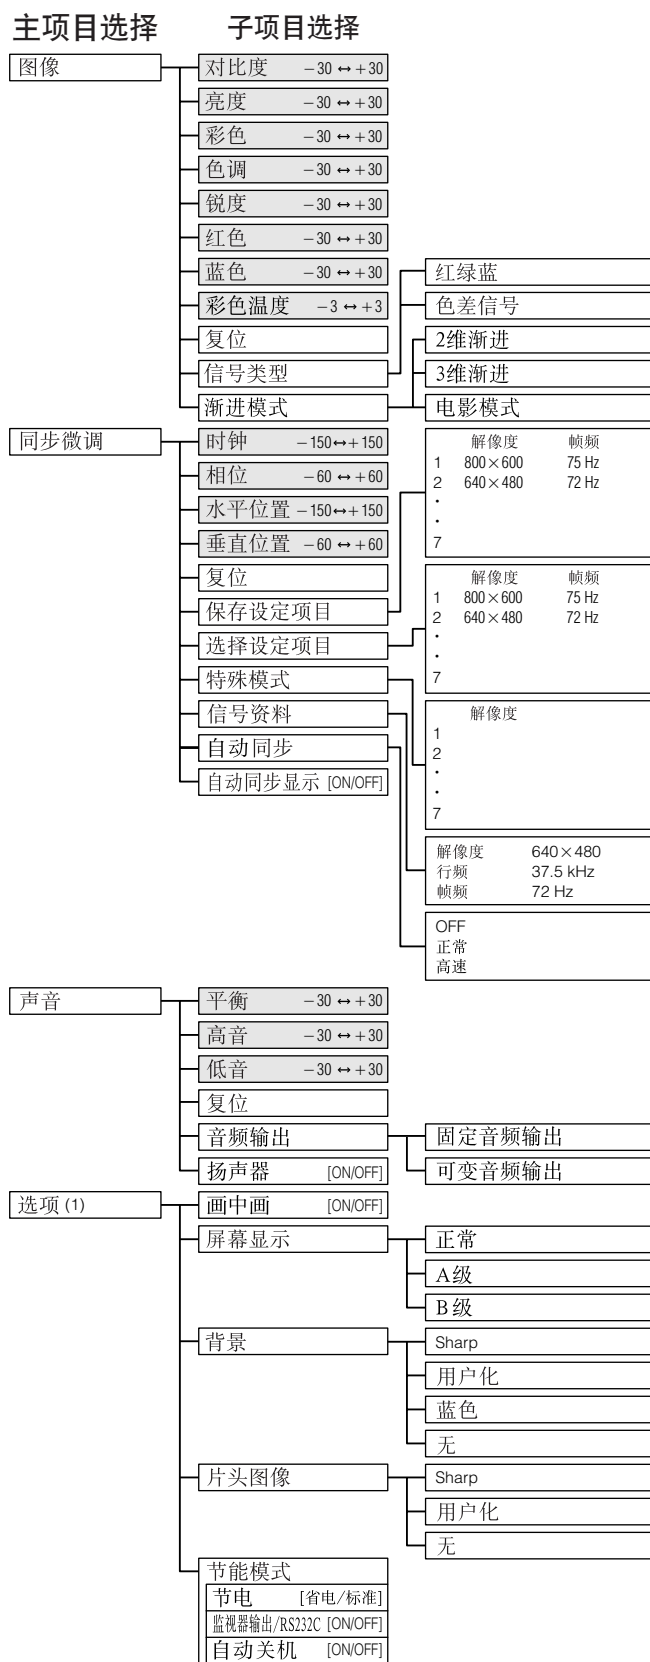 主项目选择
子项目选择
图像
对比度 −30 ↔ +30
亮度 −30 ↔ +30
彩色 −30 ↔ +30
色调 −30 ↔ +30
锐度 −30 ↔ +30
红色 −30 ↔ +30
蓝色 −30 ↔ +30
彩色温度 −3 ↔ +3
复位
信号类型
渐进模式
红绿蓝
色差信号
2维渐进
3维渐进
电影模式
同步微调
时钟 −150↔+150
相位 −60 ↔ +60
水平位置 −150↔+150
垂直位置 −60 ↔ +60
复位
保存设定项目
选择设定项目
特殊模式
信号资料
自动同步
自动同步显示 [ON/OFF]
解像度 帧频
1 800×600 75 Hz
2 640×480 72 Hz
·
·
7
解像度 帧频
1 800×600 75 Hz
2 640×480 72 Hz
·
·
7
解像度
1
2
·
·
7
解像度 640×480
行频 37.5 kHz
帧频 72 Hz
OFF
正常
高速
声音
平衡 −30 ↔ +30
高音 −30 ↔ +30
低音 −30 ↔ +30
复位
音频输出
扬声器 [ON/OFF]
固定音频输出
可变音频输出
选项 (1)
画中画 [ON/OFF]
屏幕显示
正常
A级
B级
背景
Sharp
用户化
蓝色
无
片头图像
Sharp
用户化
无
节能模式
节电 [省电/标准]
监视器输出/RS232C [ON/OFF]
自动关机 [ON/OFF]